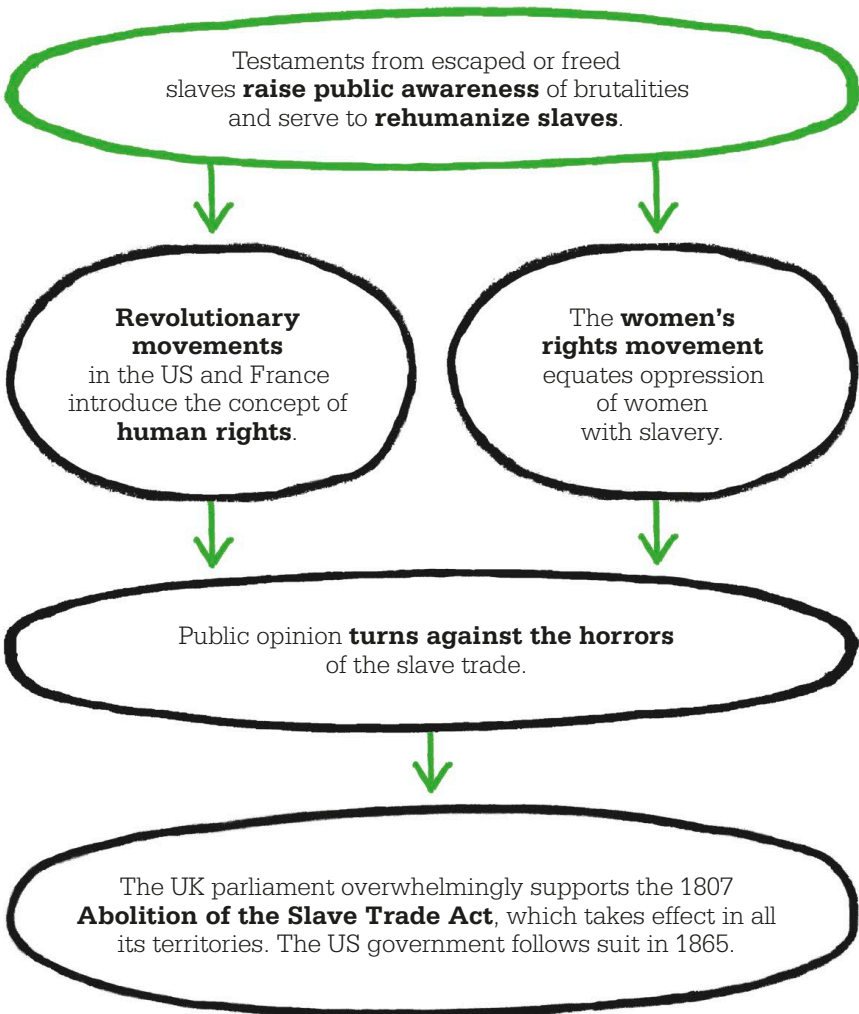 Testaments from escaped or freed
slaves raise public awareness of brutalities
and serve to rehumanize slaves.
Revolutionary
movements
in the US and France
introduce the concept of
human rights.
The women’s
rights movement
equates oppression
of women
with slavery.
Public opinion turns against the horrors
of the slave trade.
The UK parliament overwhelmingly supports the 1807
Abolition of the Slave Trade Act, which takes effect in all
its territories. The US government follows suit in 1865.